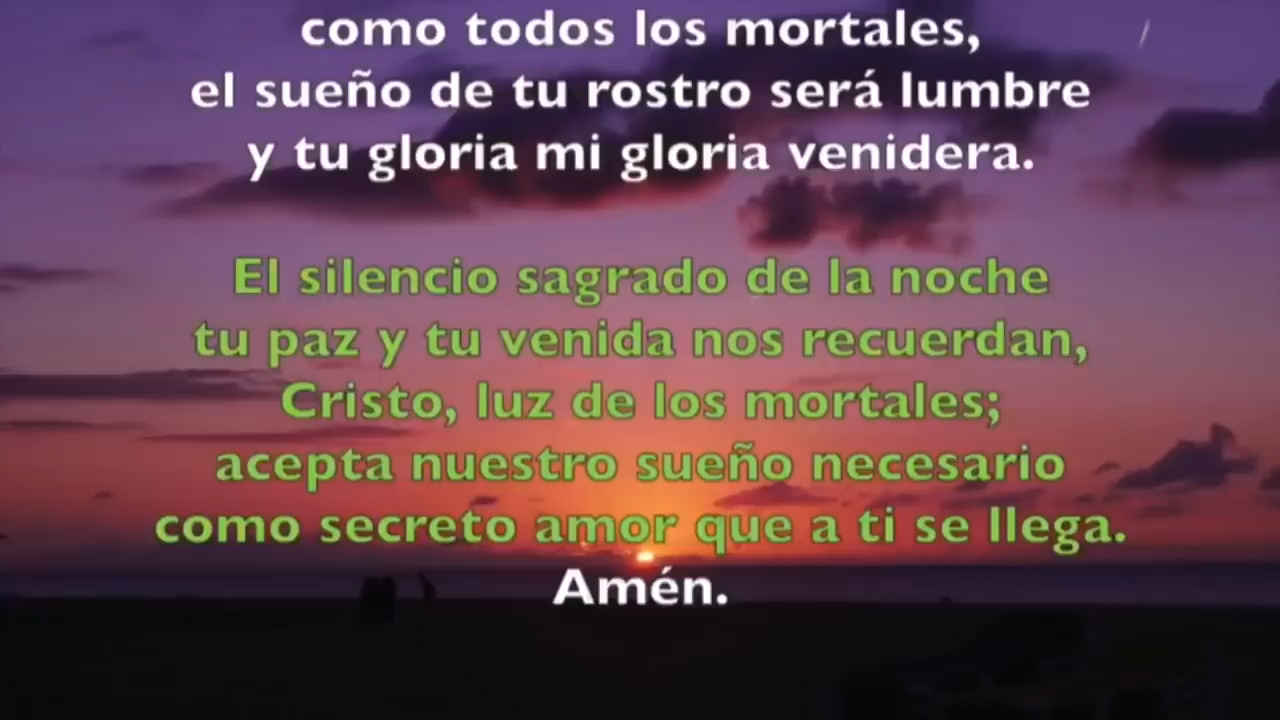 como todos los mortales,
el sueño de tu rostro será lumbre
y tu gloria mi gloria venidera.
El silencio sagrado de la noche
tu paz y tu venida nos recuerdan,
Cristo, luz de los mortales;
acepta nuestro sueño necesario
como secreto amor que a ti se llega.
Amén.